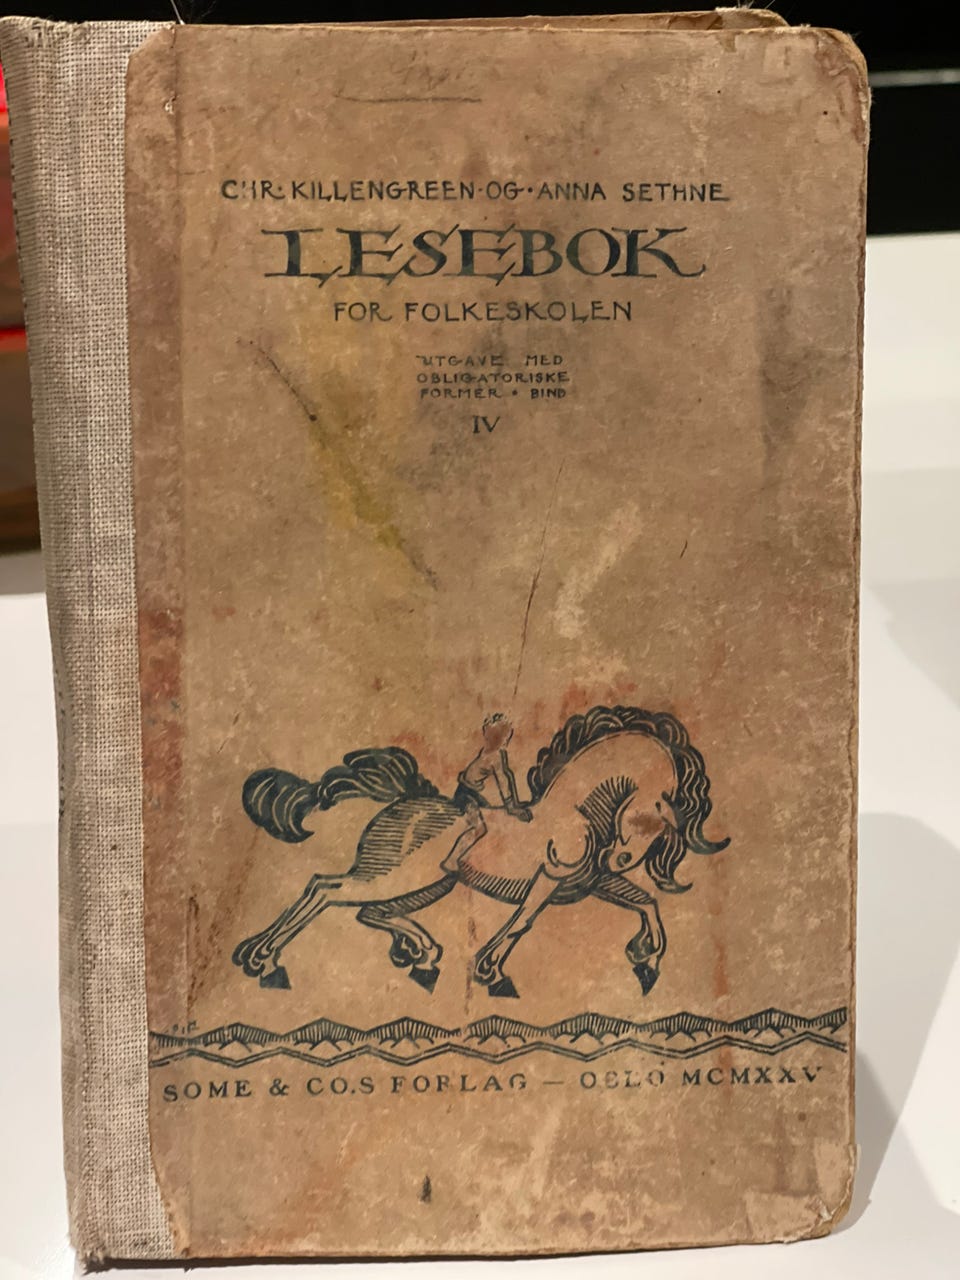 CHR. KILLENGREEN · OG · ANNA SETHNE
LESEBOK
FOR FOLKESKOLEN
UTGAVE MED
OBLIGATORISKE
FORMER · BIND
IV
SOME & CO.S FORLAG — OSLO MCMXXV